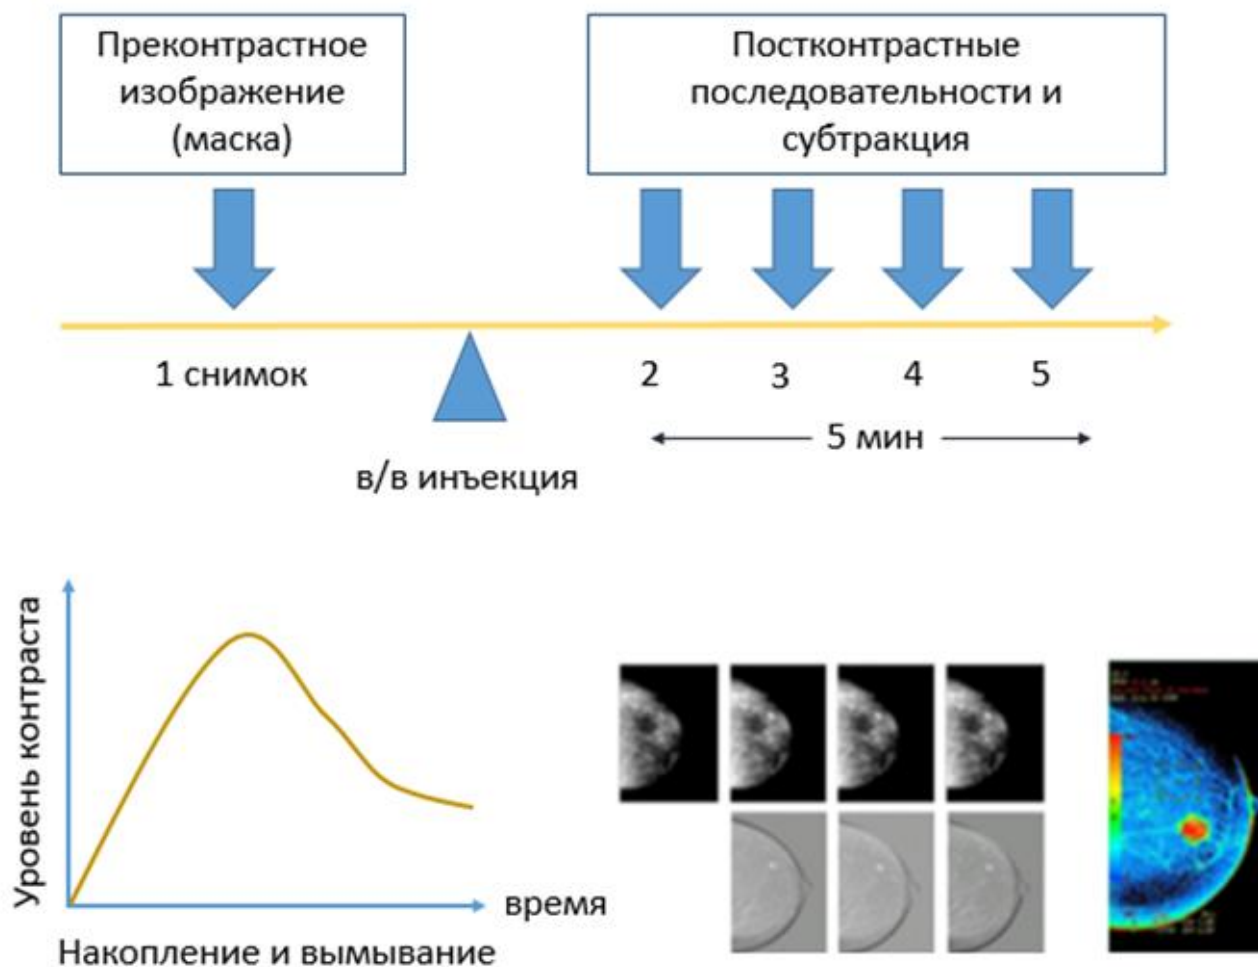 Преконтрастное
изображение
(маска)
Постконтрастные
последовательности и
субтракция
1 снимок
2
3
4
5
5 мин
в/в инъекция
Уровень контраста
время
Накопление и вымывание